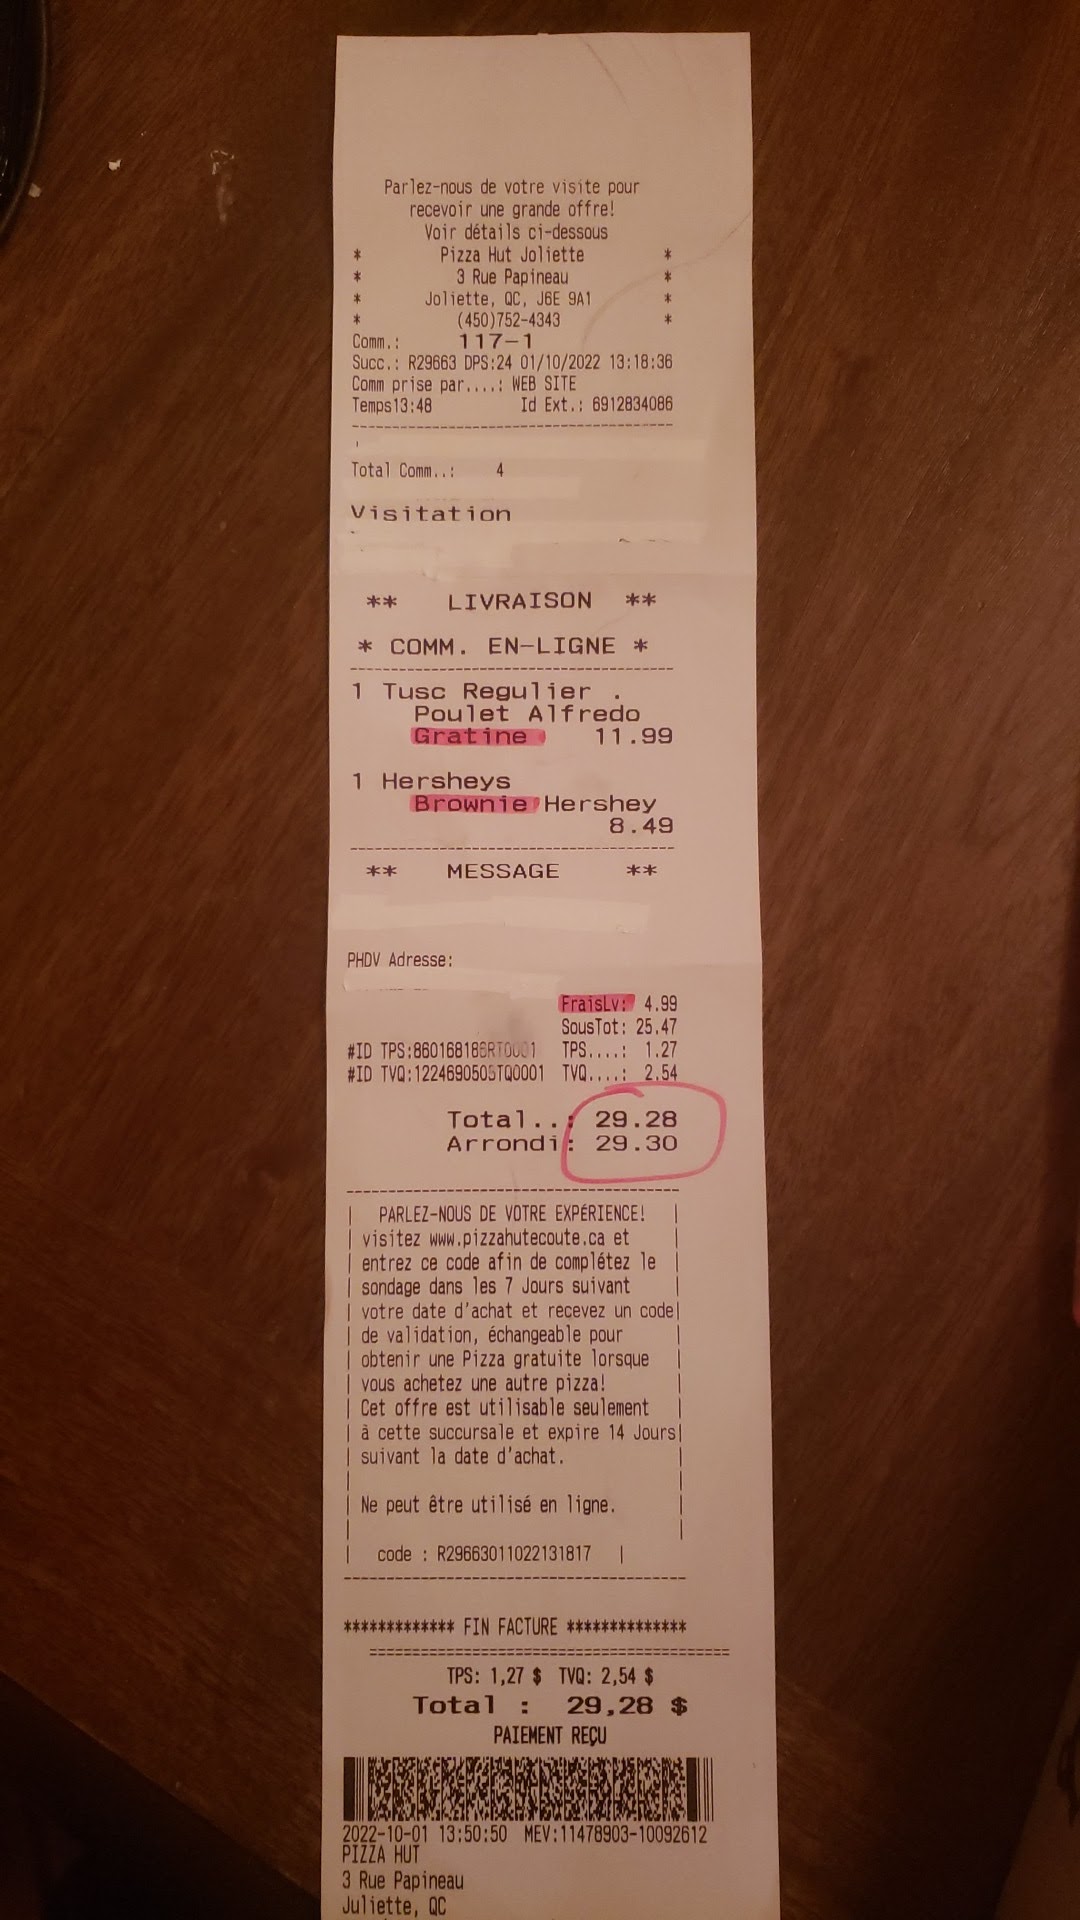 Parlez-nous de votre visite pour
recevoir une grande offre!
Voir détails ci-dessous
* Pizza Hut Joliette *
* 3 Rue Papineau *
* Joliette, QC, J6E 9A1 *
* (450)752-4343 *
Comm.: 117-1
Succ.: R29663 DPS:24 01/10/2022 13:18:36
Comm prise par....: WEB SITE
Temps13:48 Id Ext.: 6912834086
Total Comm..: 4
Visitation
** LIVRAISON **
* COMM. EN-LIGNE *
1 Tusc Regulier .
Poulet Alfredo
Gratine 11.99
1 Hersheys
Brownie Hershey
8.49
** MESSAGE **
PHDV Adresse:
FraisLv: 4.99
SousTot: 25.47
#ID TPS:860168186RT0001 TPS....: 1.27
#ID TVQ:1224690505TQ0001 TVQ....: 2.54
Total..: 29.28
Arrondi: 29.30
PARLEZ-NOUS DE VOTRE EXPÉRIENCE!
visitez www.pizzahutecoute.ca et
entrez ce code afin de complétez le
sondage dans les 7 Jours suivant
votre date d'achat et recevez un code
de validation, échangeable pour
obtenir une Pizza gratuite lorsque
vous achetez une autre pizza!
Cet offre est utilisable seulement
à cette succursale et expire 14 Jours
suivant la date d'achat.
Ne peut être utilisé en ligne.
code : R29663011022131817
************* FIN FACTURE **************
TPS: 1,27 $ TVQ: 2,54 $
Total : 29,28 $
PAIEMENT REÇU
2022-10-01 13:50:50 MEV:11478903-10092612
PIZZA HUT
3 Rue Papineau
Juliette, QC